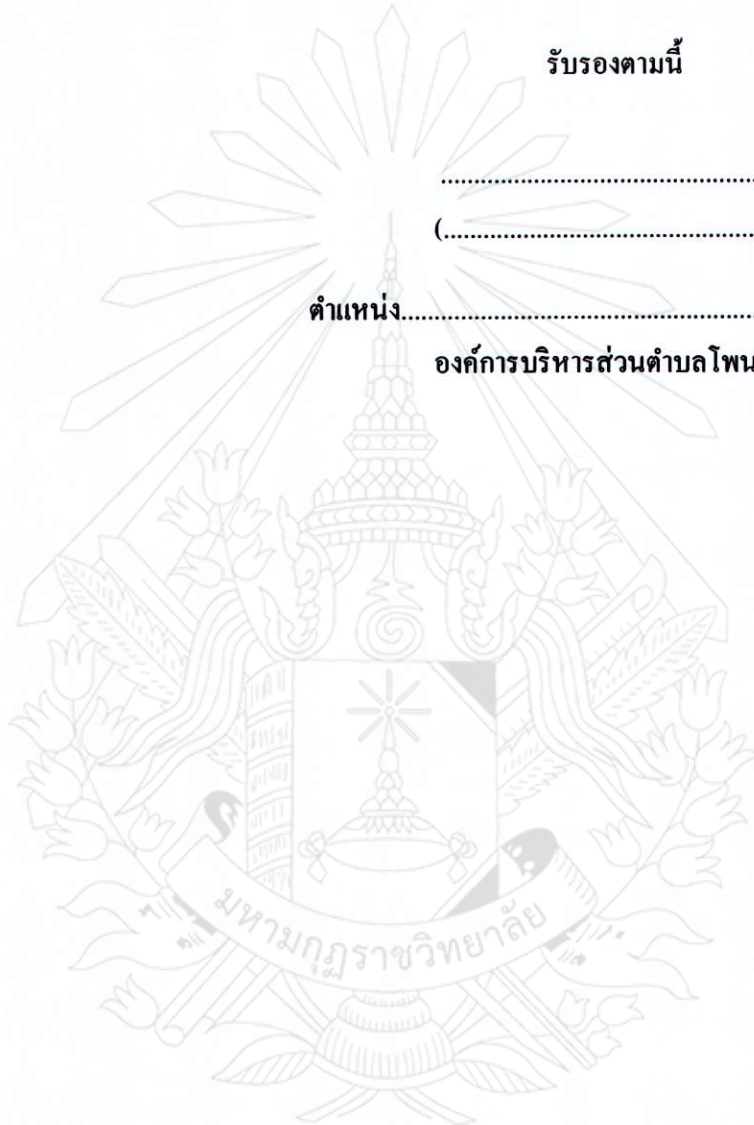 รับรองตามนี้
................................................
(................................................
ตำแหน่ง.....................................................
องค์การบริหารส่วนตำบลโพน
มหามกุฏราชวิทยาลัย